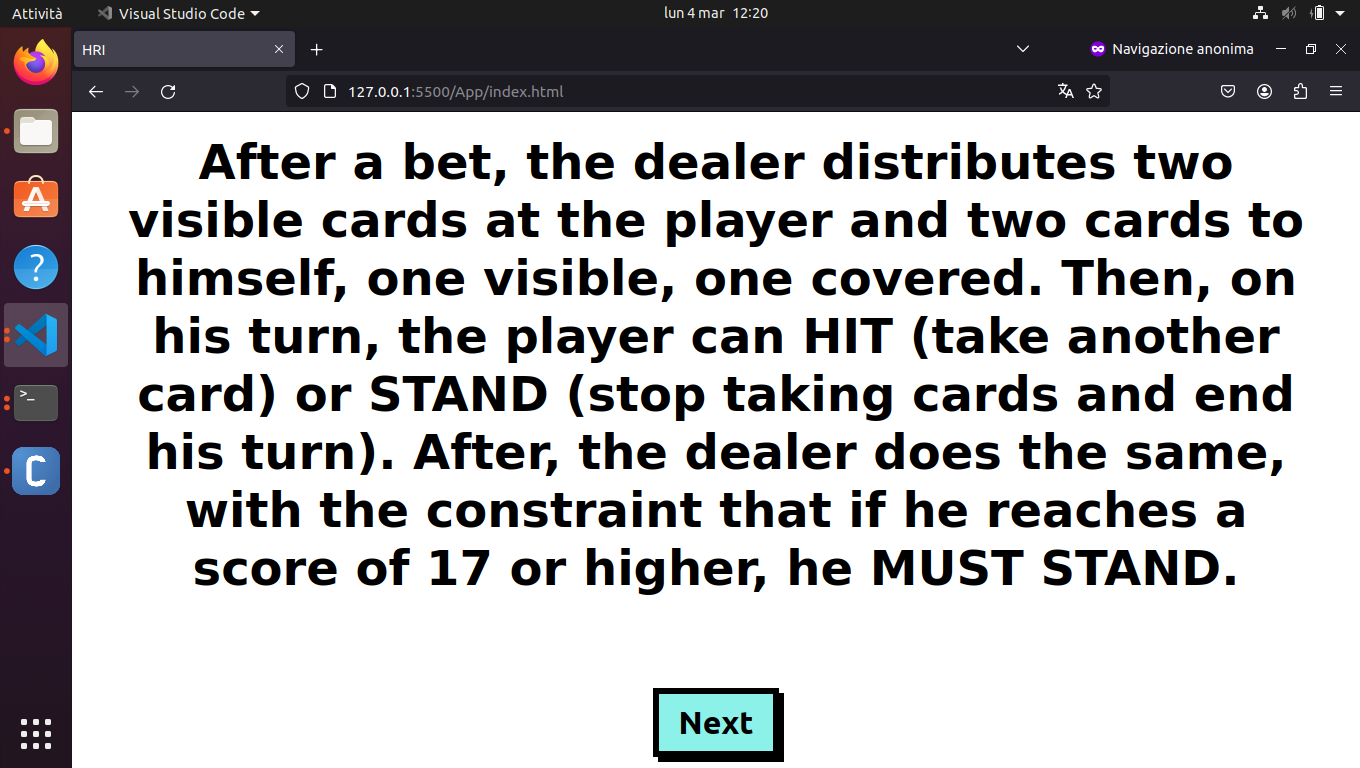 Attività
Visual Studio Code
lun 4 mar 12:20
HRI
Navigazione anonima
127.0.0.1:5500/App/index.html
After a bet, the dealer distributes two
visible cards at the player and two cards to
himself, one visible, one covered. Then, on
his turn, the player can HIT (take another
card) or STAND (stop taking cards and end
his turn). After, the dealer does the same,
with the constraint that if he reaches a
score of 17 or higher, he MUST STAND.
Next